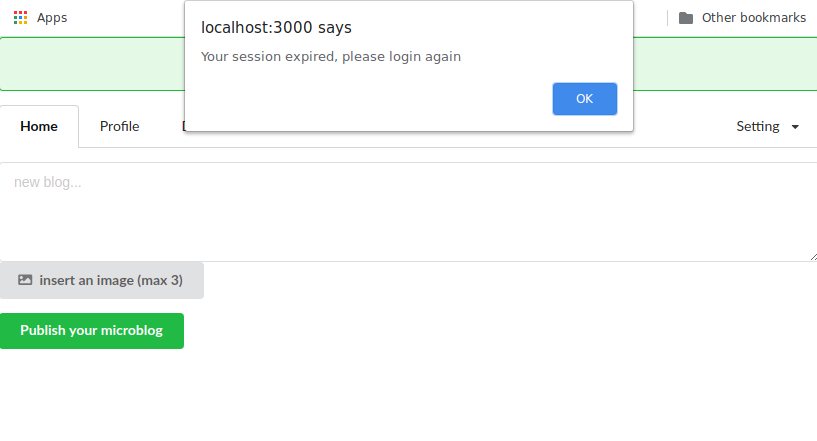 Apps
Other bookmarks
localhost:3000 says
Your session expired, please login again
OK
Home
Profile
Setting
new blog...
insert an image (max 3)
Publish your microblog